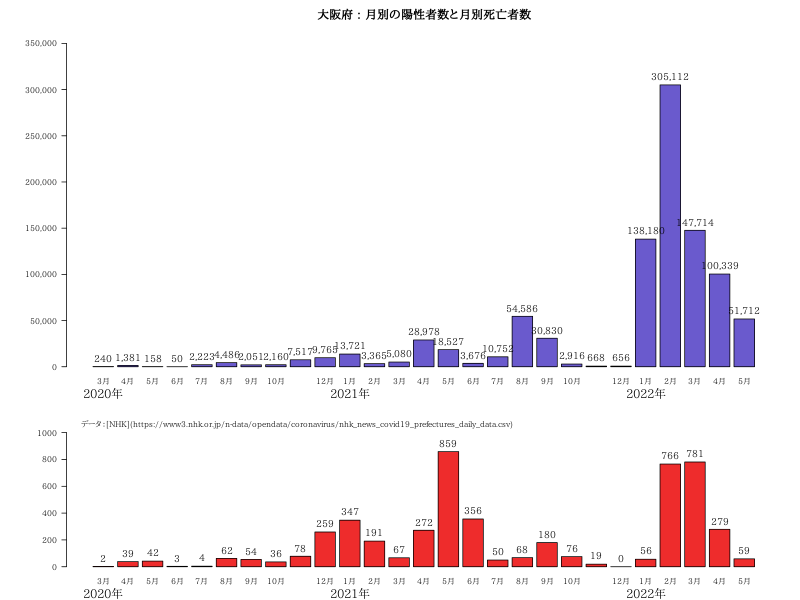 大阪府：月別の陽性者数と月別死亡者数
350,000
300,000
250,000
200,000
150,000
100,000
50,000
0
240 1,381 158 50 2,223 4,486 2,051 2,160 7,517 9,765 13,721 3,365 5,080 28,978 18,527 3,676 10,752 54,586 30,830 2,916 668 656 138,180 305,112 147,714 100,339 51,712
3月 4月 5月 6月 7月 8月 9月 10月 12月 1月 2月 3月 4月 5月 6月 7月 8月 9月 10月 12月 1月 2月 3月 4月 5月
2020年 2021年 2022年
データ：[NHK](https://www3.nhk.or.jp/n-data/opendata/coronavirus/nhk_news_covid19_prefectures_daily_data.csv)
1000
800
600
400
200
0
2 39 42 3 4 62 54 36 78 259 347 191 67 272 859 356 50 68 180 76 19 0 56 766 781 279 59
3月 4月 5月 6月 7月 8月 9月 10月 12月 1月 2月 3月 4月 5月 6月 7月 8月 9月 10月 12月 1月 2月 3月 4月 5月
2020年 2021年 2022年